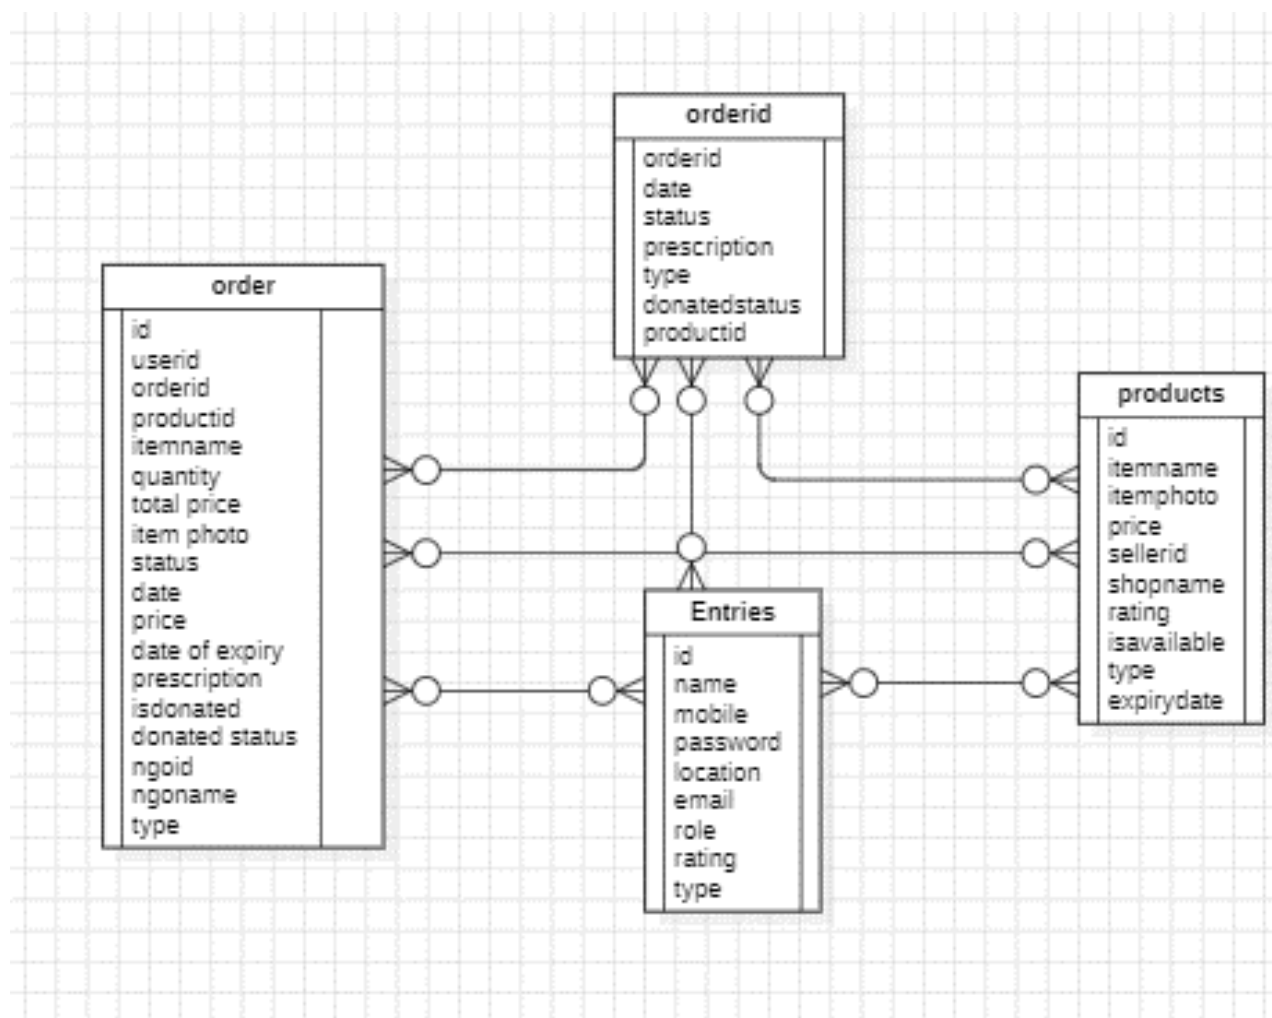 orderid
orderid
date
status
prescription
type
donatedstatus
productid
order
id
userid
orderid
productid
itemname
quantity
total price
item photo
status
date
price
date of expiry
prescription
isdonated
donated status
ngoid
ngoname
type
products
id
itemname
itemphoto
price
sellerid
shopname
rating
isavailable
type
expirydate
Entries
id
name
mobile
password
location
email
role
rating
type